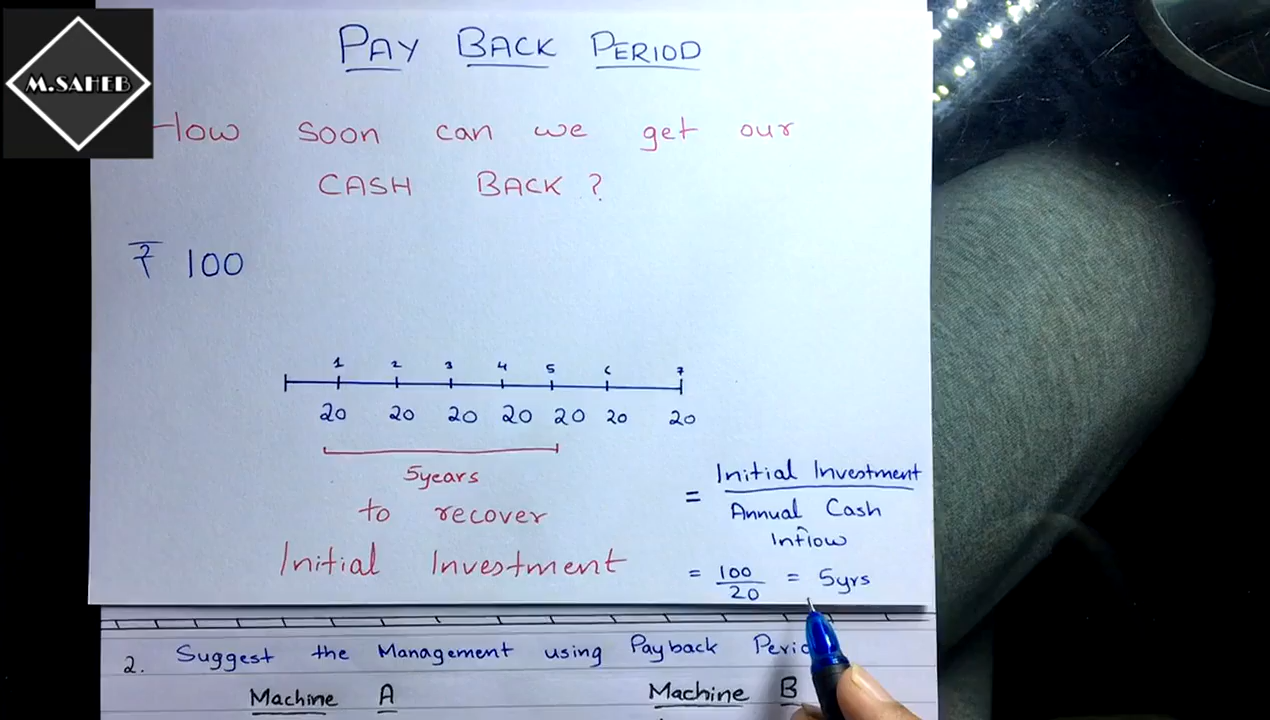 M.SAHEB
PAY BACK PERIOD
How soon can we get our
CASH BACK ?
₹ 100
1 2 3 4 5 6 7
20 20 20 20 20 20 20
5years
to recover
Initial Investment
= Initial Investment
Annual Cash
Inflow
= 100 = 5yrs
20
2. Suggest the Management using Payback
Machine A Machine B